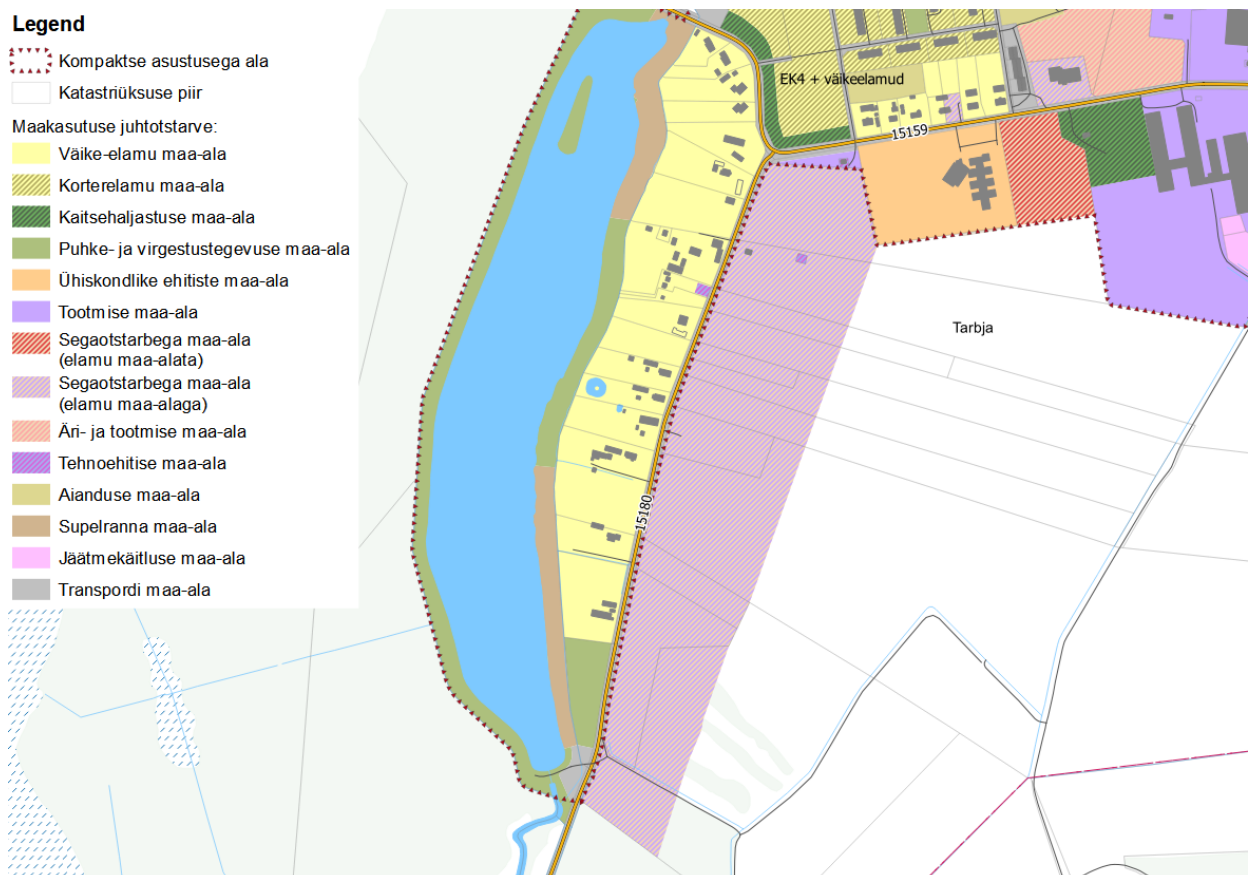 Legend
Kompaktse asustusega ala
Katastriüksuse piir
Maakasutuse juhtotstarve:
Väike-elamu maa-ala
Korterelamu maa-ala
Kaitsehaljastuse maa-ala
Puhke- ja virgestustegevuse maa-ala
Ühiskondlike ehitiste maa-ala
Tootmise maa-ala
Segaotstarbega maa-ala
(elamu maa-alata)
Segaotstarbega maa-ala
(elamu maa-alaga)
Äri- ja tootmise maa-ala
Tehnoehitise maa-ala
Aianduse maa-ala
Supelranna maa-ala
Jäätmekäitluse maa-ala
Transpordi maa-ala
EK4 + väikeelamud
15159
Tarbja
15180